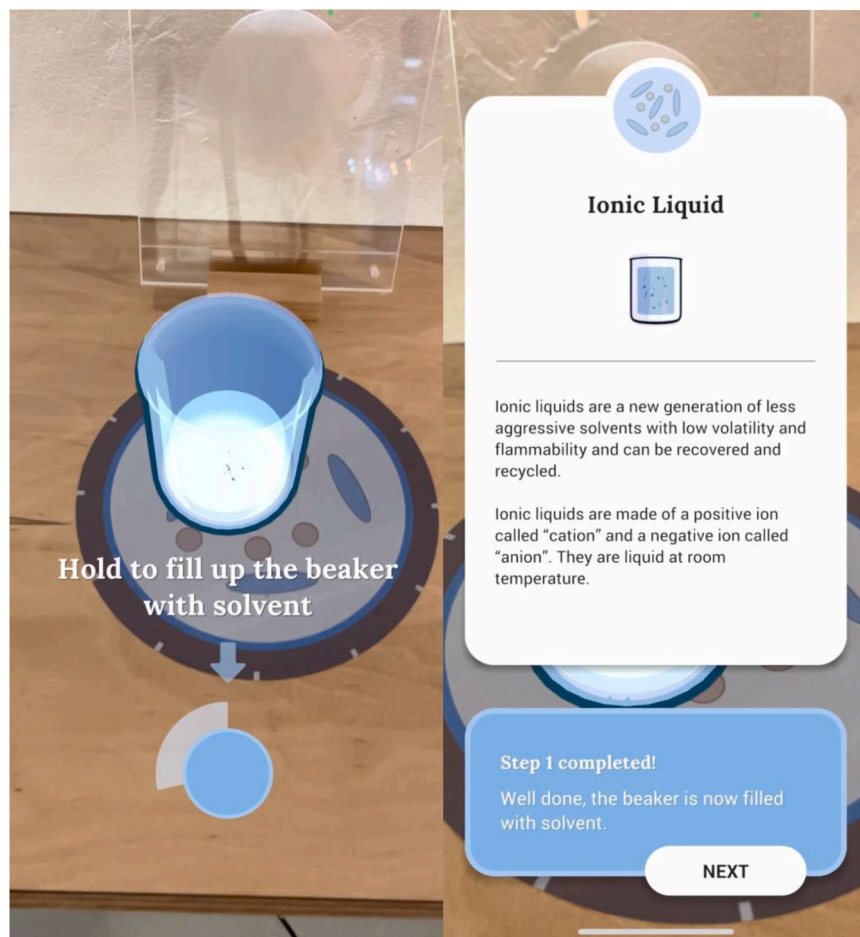 Hold to fill up the beaker
with solvent
Ionic Liquid
Ionic liquids are a new generation of less
aggressive solvents with low volatility and
flammability and can be recovered and
recycled.
Ionic liquids are made of a positive ion
called “cation” and a negative ion called
“anion”. They are liquid at room
temperature.
Step 1 completed!
Well done, the beaker is now filled
with solvent.
NEXT